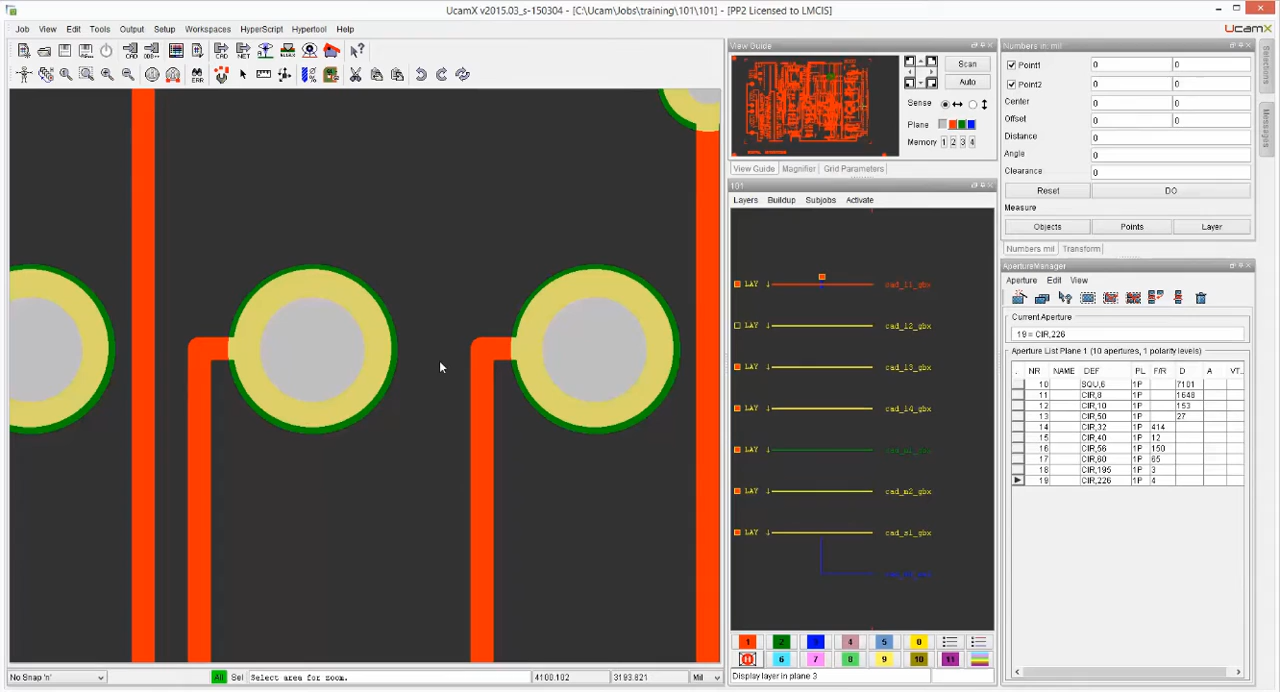 UcamX v2015.03_s-150304 - [C:\Ucam\Jobs\training\101\101] - [PP2 Licensed to LMCIS]
Job View Edit Tools Output Setup Workspaces HyperScript Hypertool Help
UcamX
View Guide
Scan
Auto
Sense
Plane
Memory 1 2 3 4
View Guide Magnifier Grid Parameters
101
Layers Buildup Subjobs Activate
LAY cad_l1_gbx
LAY cad_l2_gbx
LAY cad_l3_gbx
LAY cad_l4_gbx
LAY
LAY cad_m2_gbx
LAY cad_s1_gbx
1 2 3 4 5 0
6 7 8 9 10 11
Display layer in plane 3
Numbers in: mil
Point1 0 0
Point2 0 0
Center 0 0
Offset 0 0
Distance 0
Angle 0
Clearance 0
Reset DO
Measure
Objects Points Layer
Numbers mil Transform
ApertureManager
Aperture Edit View
Current Aperture
19 = CIR,226
Aperture List Plane 1 (10 apertures, 1 polarity levels)
. NR NAME DEF PL F/R D A VT..
10 SQU,6 1P 7101
11 CIR,8 1P 1648
12 CIR,10 1P 153
13 CIR,50 1P 27
14 CIR,32 1P 414
15 CIR,40 1P 12
16 CIR,56 1P 150
17 CIR,60 1P 65
18 CIR,195 1P 3
19 CIR,226 1P 4
Selections
Messages
No Snap 'n' All Sel Select area for zoom. 4100.102 3193.821 Mil